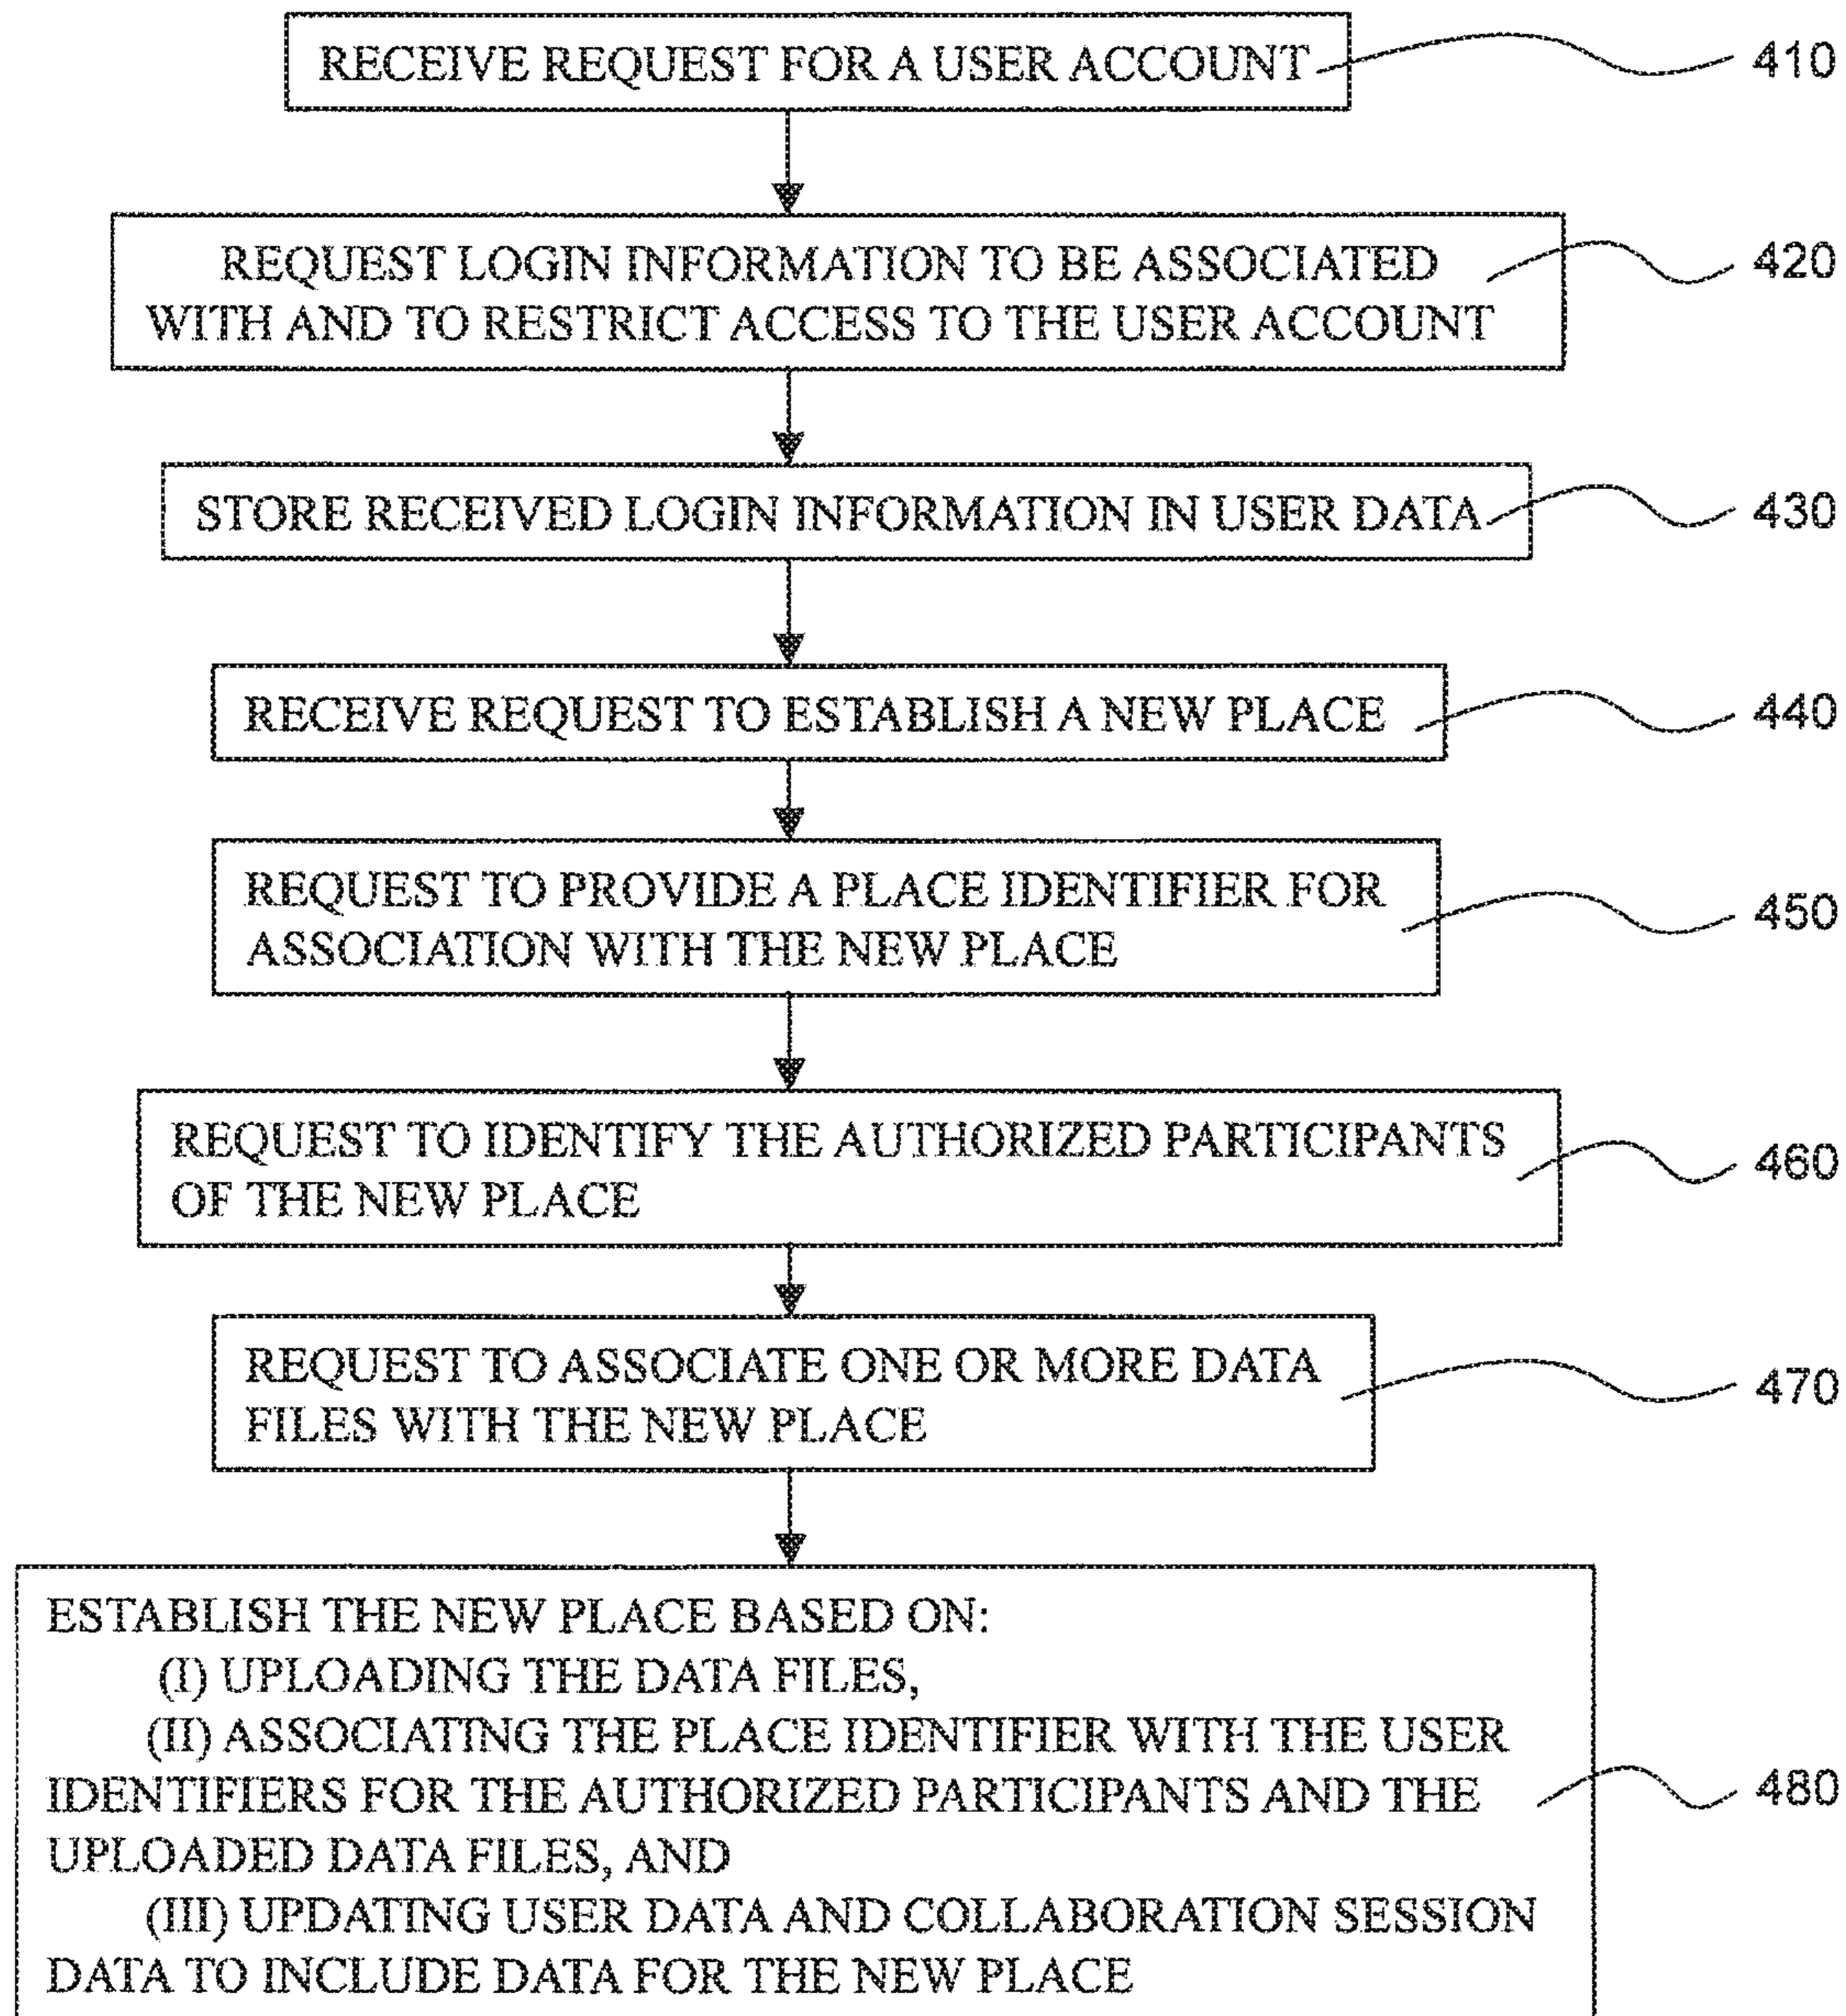 RECEIVE REQUEST FOR A USER ACCOUNT
410
REQUEST LOGIN INFORMATION TO BE ASSOCIATED
WITH AND TO RESTRICT ACCESS TO THE USER ACCOUNT
420
STORE RECEIVED LOGIN INFORMATION IN USER DATA
430
RECEIVE REQUEST TO ESTABLISH A NEW PLACE
440
REQUEST TO PROVIDE A PLACE IDENTIFIER FOR
ASSOCIATION WITH THE NEW PLACE
450
REQUEST TO IDENTIFY THE AUTHORIZED PARTICIPANTS
OF THE NEW PLACE
460
REQUEST TO ASSOCIATE ONE OR MORE DATA
FILES WITH THE NEW PLACE
470
ESTABLISH THE NEW PLACE BASED ON:
(I) UPLOADING THE DATA FILES,
(II) ASSOCIATING THE PLACE IDENTIFIER WITH THE USER
IDENTIFIERS FOR THE AUTHORIZED PARTICIPANTS AND THE
UPLOADED DATA FILES, AND
(III) UPDATING USER DATA AND COLLABORATION SESSION
DATA TO INCLUDE DATA FOR THE NEW PLACE
480